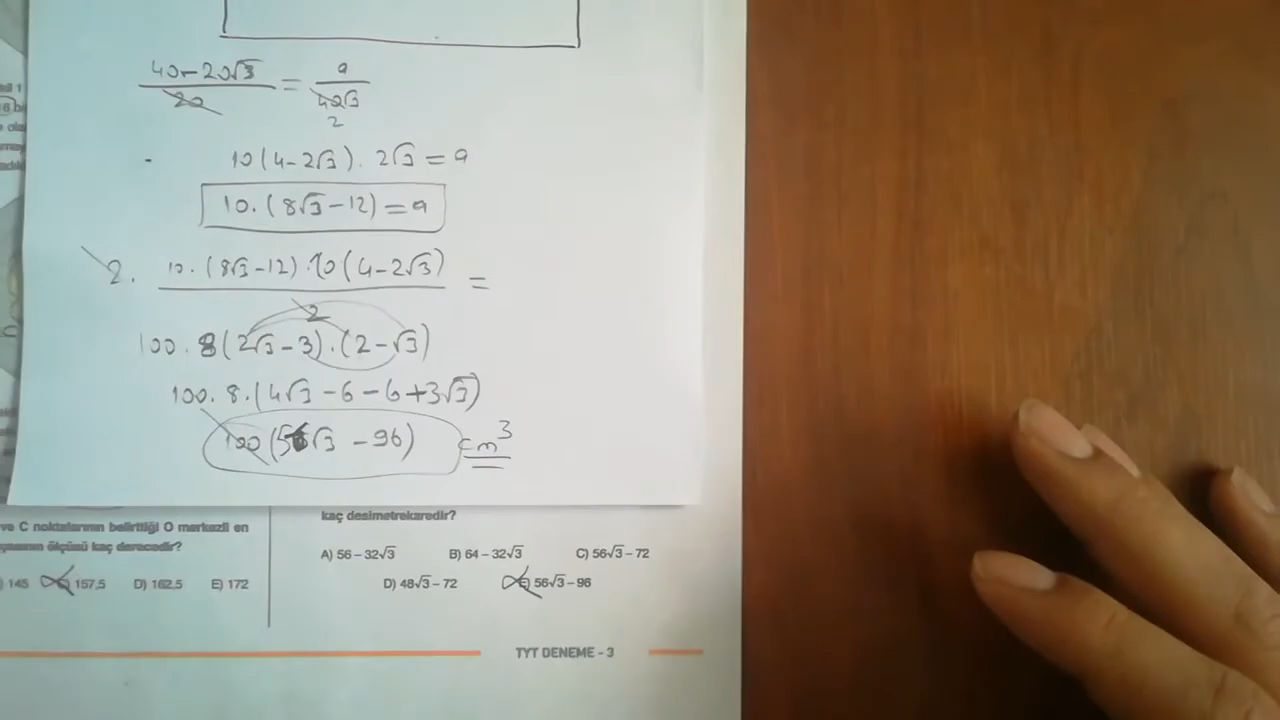 40-20√3 / 20 = a / 40√3
2
10(4-2√3). 2√3 = a
10.(8√3-12) = a
2. 10.(8√3-12).10(4-2√3) / 2 =
100.8(2√3-3).(2-√3)
100.8.(4√3-6-6+3√3)
100(56√3-96) cm³
ve C noktalarının belirttiği O merkezli en
ölçümü kaç derecedir?
145 157,5 D) 162,5 E) 172
kaç desimetrekaredir?
A) 56-32√3 B) 64-32√3 C) 56√3-72
D) 48√3-72 E) 56√3-96
TYT DENEME - 3